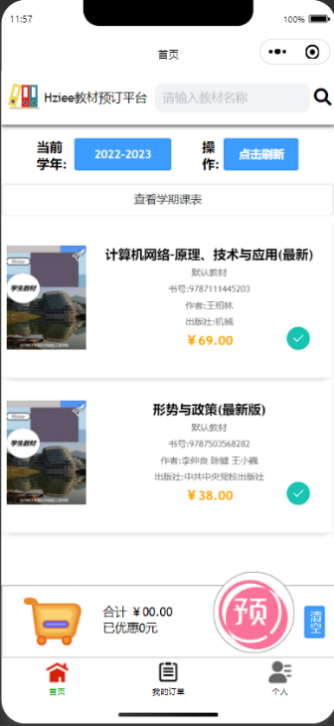 11:57
100%
首页
Hziee教材预订平台
请输入教材名称
当前学年:
2022-2023
操作:
点击刷新
查看学期课表
学生教材
计算机网络-原理、技术与应用(最新)
默认教材
书号:9787111445203
作者:王相林
出版社:机械
￥69.00
学生教材
形势与政策(最新版)
默认教材
书号:9787503568282
作者:李仲良 陈健 王小巍
出版社:中共中央党校出版社
￥38.00
合计 ￥00.00
已优惠0元
预
清空
首页
我的订单
个人